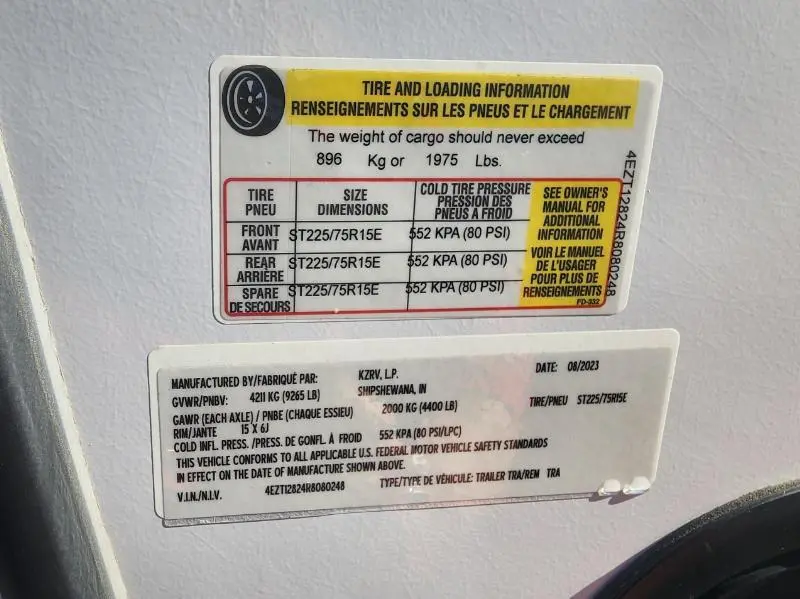 TIRE AND LOADING INFORMATION
RENSEIGNEMENTS SUR LES PNEUS ET LE CHARGEMENT
The weight of cargo should never exceed
896 Kg or 1975 Lbs.
TIRE PNEU
SIZE DIMENSIONS
COLD TIRE PRESSURE PRESSION DES PNEUS A FROID
SEE OWNER'S MANUAL FOR ADDITIONAL INFORMATION
VOIR LE MANUEL DE L'USAGER POUR PLUS DE RENSEIGNEMENTS
FD-332
FRONT AVANT ST225/75R15E 552 KPA (80 PSI)
REAR ARRIÈRE ST225/75R15E 552 KPA (80 PSI)
SPARE DE SECOURS ST225/75R15E 552 KPA (80 PSI)
4EZT12824R8080248
MANUFACTURED BY/FABRIQUÉ PAR: KZRV, L.P. DATE: 08/2023
GVWR/PNBV: 4211 KG (9265 LB) SHIPSHEWANA, IN
GAWR (EACH AXLE) / PNBE (CHAQUE ESSIEU) 2000 KG (4400 LB) TIRE/PNEU ST225/75R15E
RIM/JANTE 15 X 6J
COLD INFL. PRESS. /PRESS. DE GONFL. À FROID 552 KPA (80 PSI/LPC)
THIS VEHICLE CONFORMS TO ALL APPLICABLE U.S. FEDERAL MOTOR VEHICLE SAFETY STANDARDS
IN EFFECT ON THE DATE OF MANUFACTURE SHOWN ABOVE.
V.I.N./N.I.V. 4EZT12824R8080248 TYPE/TYPE DE VÉHICULE: TRAILER TRA/REM TRA